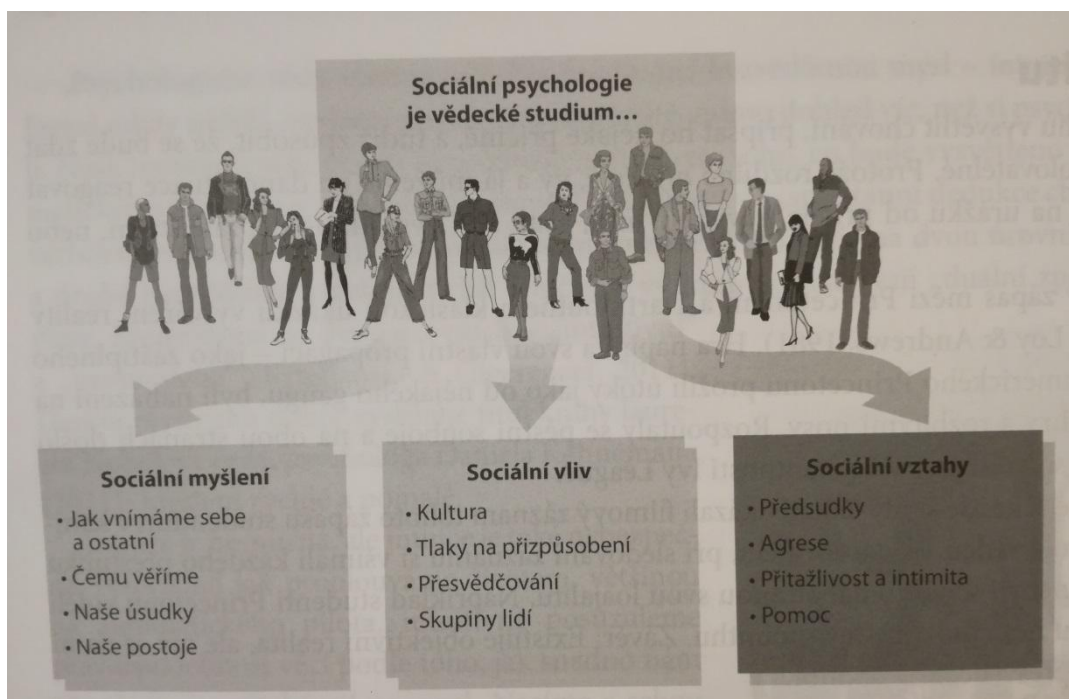 Sociální psychologie
je vědecké studium…
Sociální myšlení
• Jak vnímáme sebe
a ostatní
• Čemu věříme
• Naše úsudky
• Naše postoje
Sociální vliv
• Kultura
• Tlaky na přizpůsobení
• Přesvědčování
• Skupiny lidí
Sociální vztahy
• Předsudky
• Agrese
• Přitažlivost a intimita
• Pomoc